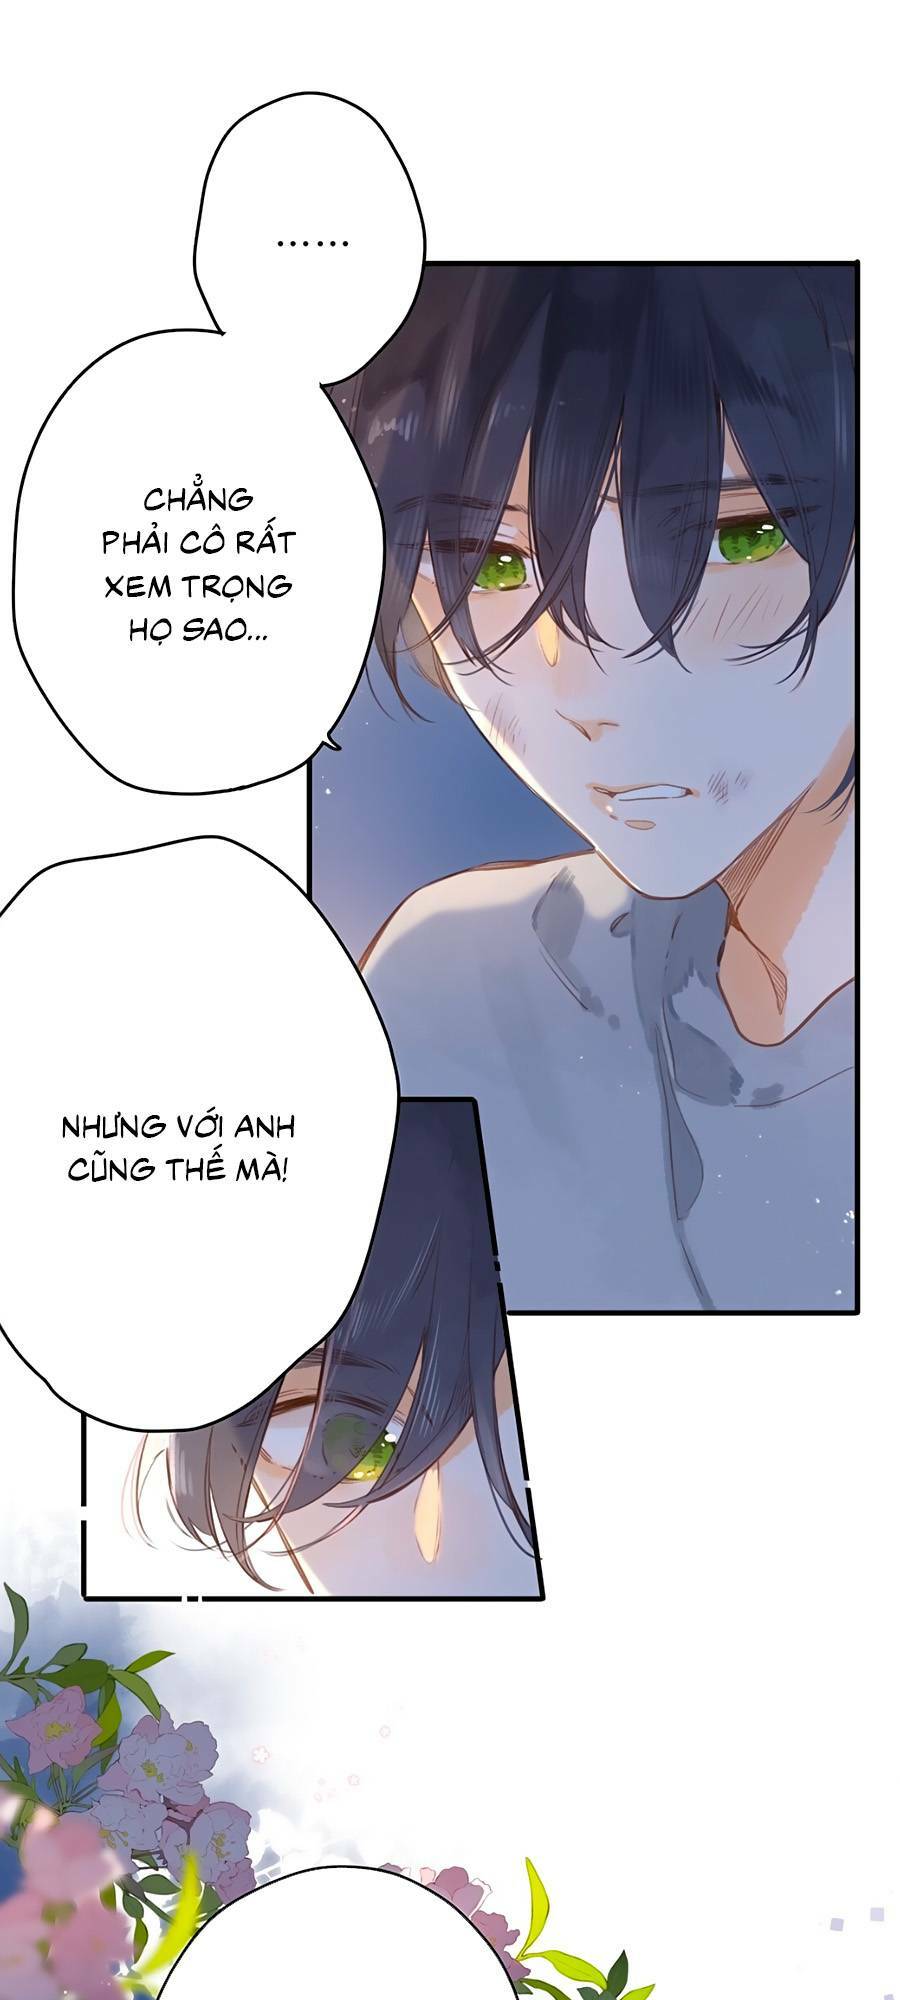 ......
CHẲNG
PHẢI CÔ RẤT
XEM TRỌNG
HỌ SAO...
NHƯNG VỚI ANH
CŨNG THẾ MÀ!